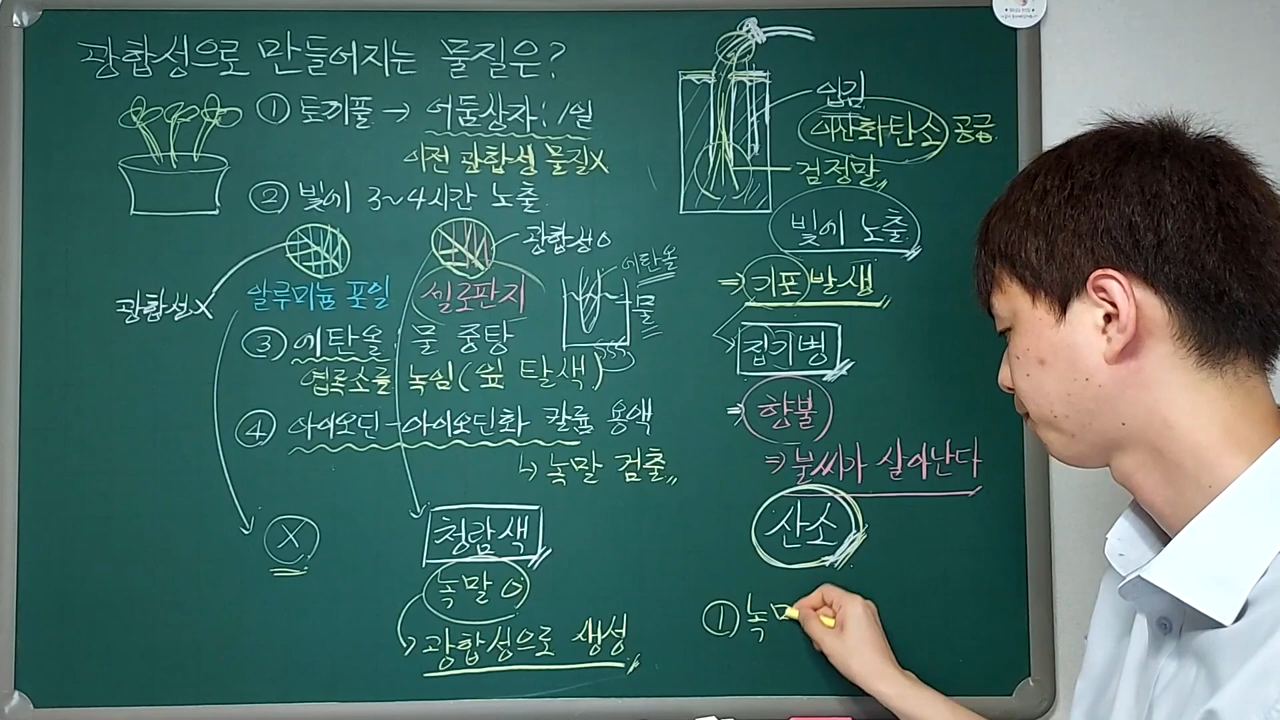 광합성으로 만들어지는 물질은?
① 토끼풀 → 어둠상자: 1일
이전 광합성 물질X
② 빛에 3~4시간 노출
광합성O
광합성X
알루미늄 포일
셀로판지
에탄올
물
③ 에탄올 물 중탕
엽록소를 녹임(잎 탈색)
④ 아이오딘-아이오딘화 칼륨 용액
↳ 녹말 검출
X
청람색
녹말 O
→ 광합성으로 생성
입김
이산화탄소 공급
검정말
빛에 노출
⇒ 기포 발생
집기병
⇒ 향불
⇒ 불씨가 살아난다
산소
① 녹ㅁ